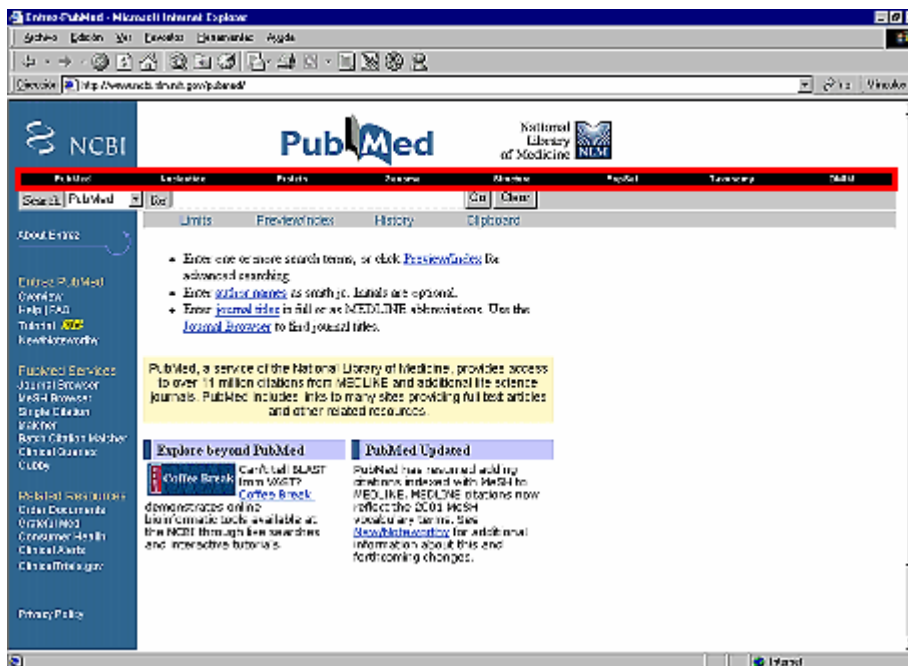 Entrez-PubMed - Microsoft Internet Explorer
Archivo Edición Ver Favoritos Herramientas Ayuda
Dirección http://www.ncbi.nlm.nih.gov/pubmed/ Vínculos
NCBI
PubMed
National
Library
of Medicine
NLM
PubMed Nucleotide Protein Genome Structure PopSet Taxonomy OMIM
Search PubMed for Go Clear
Limits Preview/Index History Clipboard
About Entrez
Enter one or more search terms, or click Preview/Index for
advanced searching.
Enter author names as smith jc. Initials are optional.
Enter journal titles in full or as MEDLINE abbreviations. Use the
Journal Browser to find journal titles.
Entrez PubMed
Overview
Help | FAQ
Tutorial
New/Noteworthy
PubMed Services
Journal Browser
MeSH Browser
Single Citation
Matcher
Batch Citation Matcher
Clinical Queries
Cubby
Related Resources
Order Documents
Grateful Med
Consumer Health
Clinical Alerts
ClinicalTrials.gov
Privacy Policy
PubMed, a service of the National Library of Medicine, provides access
to over 11 million citations from MEDLINE and additional life science
journals. PubMed includes links to many sites providing full text articles
and other related resources.
Explore beyond PubMed
Coffee Break
Can't tell BLAST
from VAST?
Coffee Break
demonstrates online
bioinformatic tools available at
the NCBI through live searches
and interactive tutorials.
PubMed Updated
PubMed has resumed adding
citations indexed with MeSH to
MEDLINE. MEDLINE citations now
reflect the 2001 MeSH
vocabulary terms. See
New/Noteworthy for additional
information about this and
forthcoming changes.
Internet